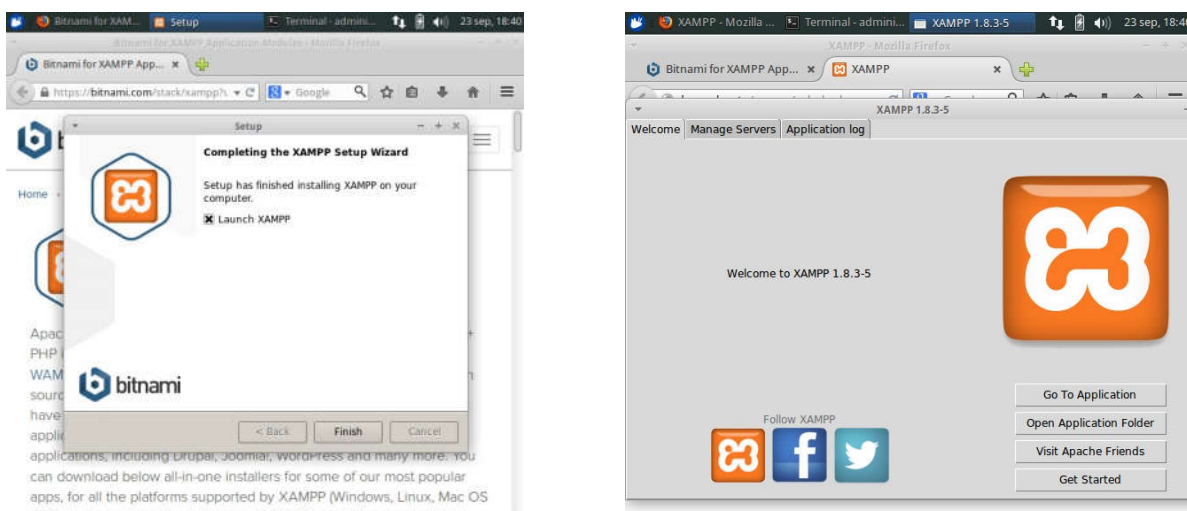 Bitnami for XAM...
Setup
Terminal - admini...
23 sep, 18:40
Bitnami for XAMPP Application Modules - Mozilla Firefox
Bitnami for XAMPP App...
https://bitnami.com/stack/xampp?
Google
Setup
Completing the XAMPP Setup Wizard
Setup has finished installing XAMPP on your
computer.
Launch XAMPP
Home
Apac
PHP
WAM
bitnami
sourc
have
< Back
Finish
Cancel
applic
applications, including Drupal, Joomla!, WordPress and many more. You
can download below all-in-one installers for some of our most popular
apps, for all the platforms supported by XAMPP (Windows, Linux, Mac OS
XAMPP - Mozilla ...
Terminal - admini...
XAMPP 1.8.3-5
23 sep, 18:40
XAMPP - Mozilla Firefox
Bitnami for XAMPP App...
XAMPP
XAMPP 1.8.3-5
Welcome
Manage Servers
Application log
Welcome to XAMPP 1.8.3-5
Follow XAMPP
Go To Application
Open Application Folder
Visit Apache Friends
Get Started